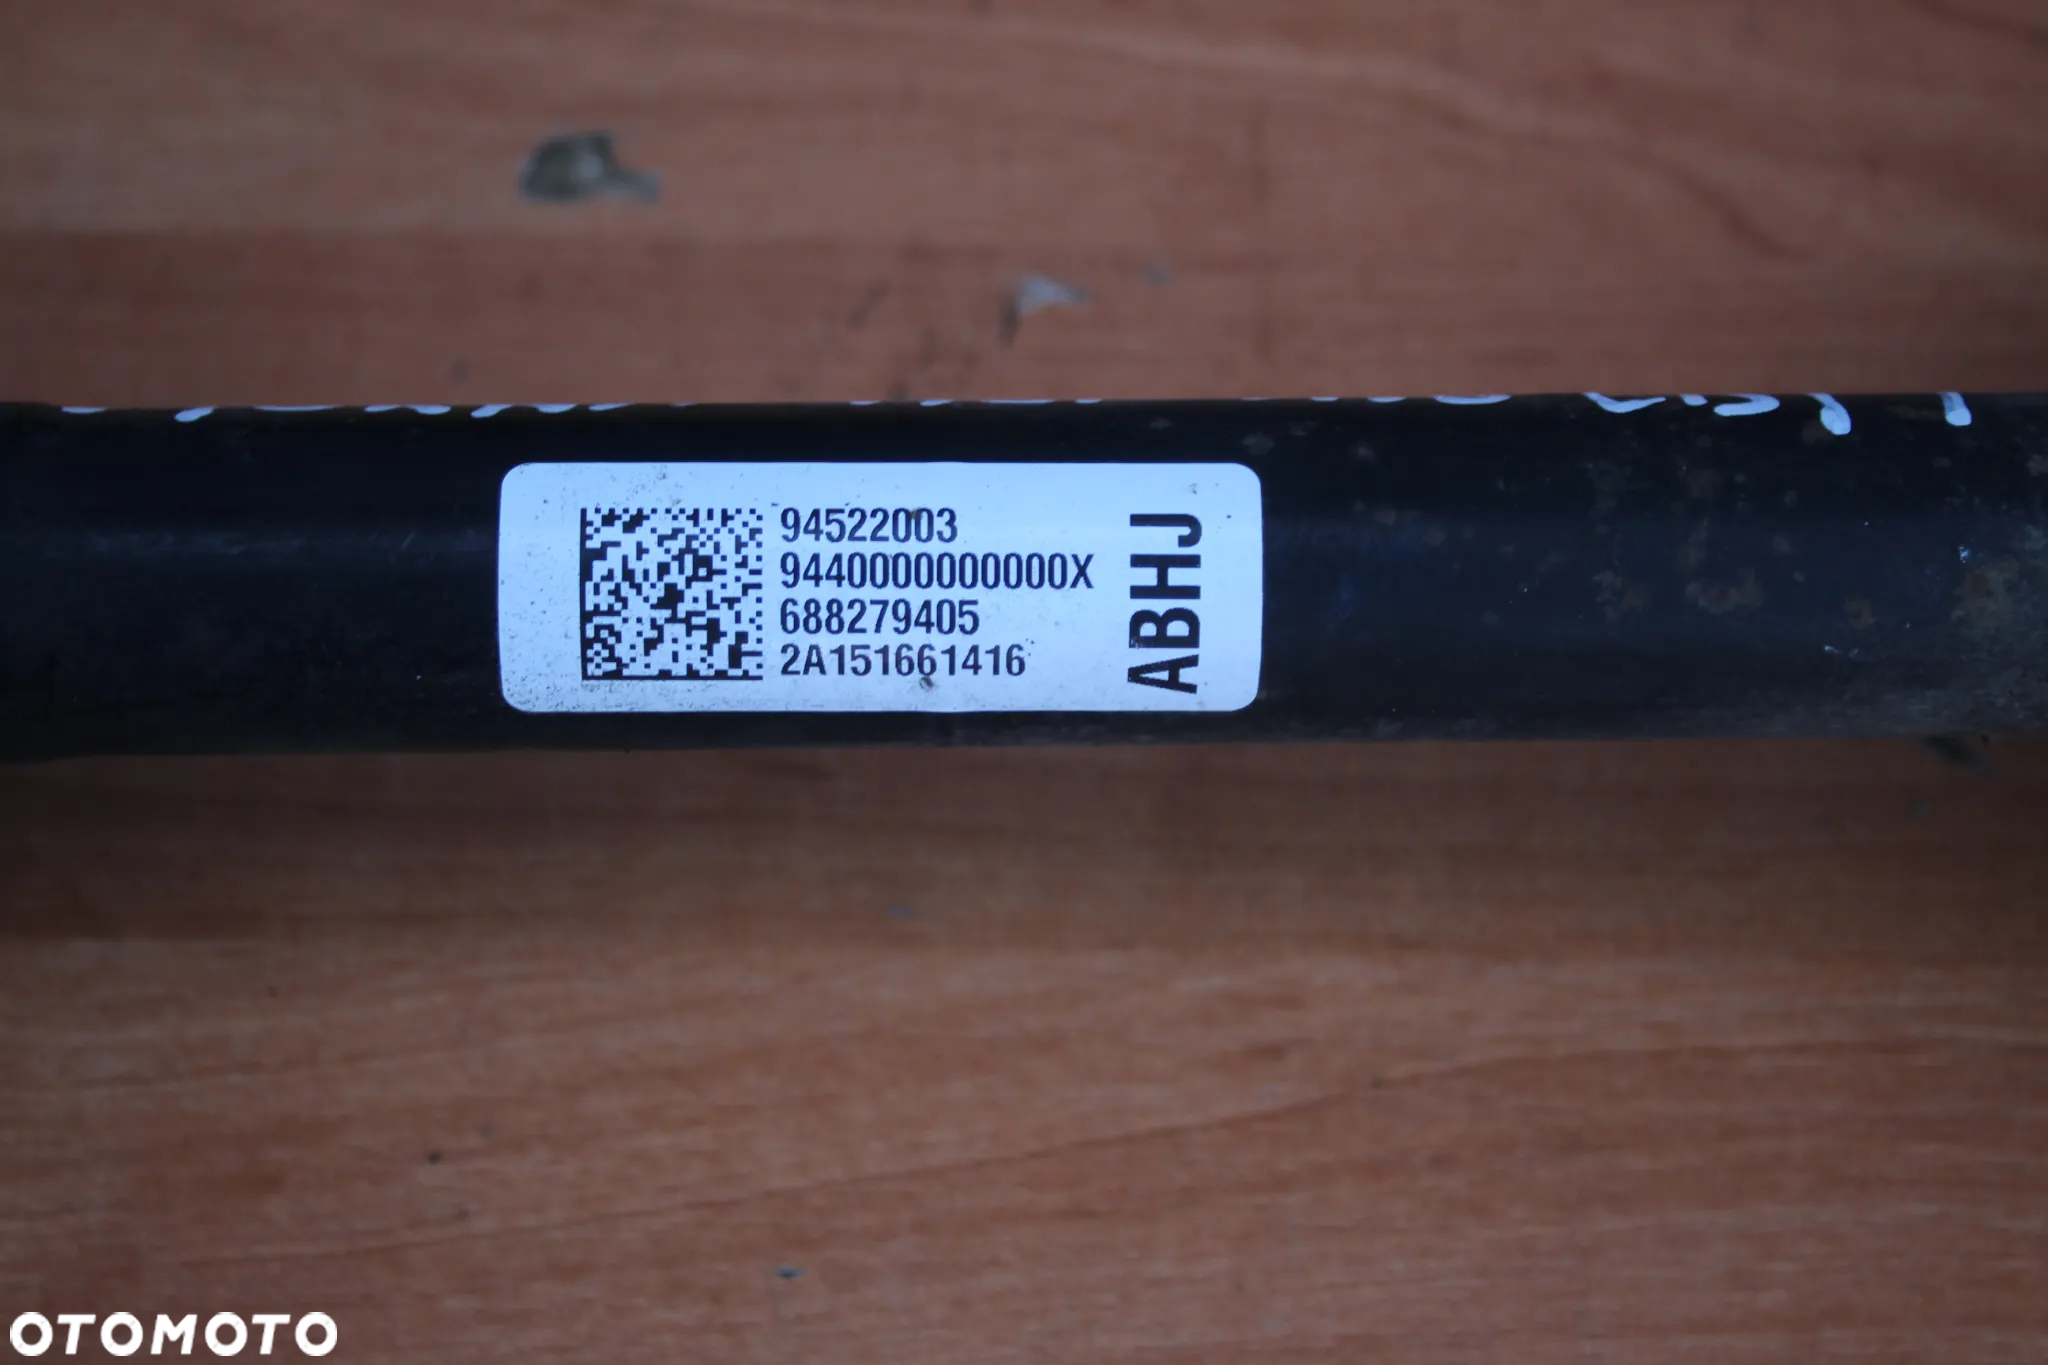 94522003
9440000000000X
688279405
2A151661416
ABHJ
OTOMOTO